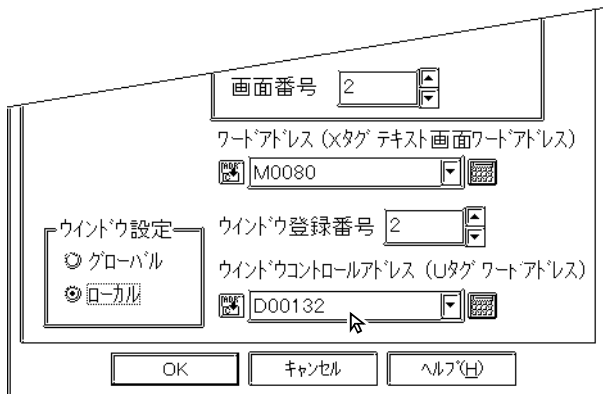 画面番号 2
ワードアドレス (Xタグ テキスト画面ワードアドレス)
M0080
ウインドウ設定
グローバル
ローカル
ウインドウ登録番号 2
ウインドウコントロールアドレス (Uタグ ワードアドレス)
D00132
OK キャンセル ヘルプ(H)